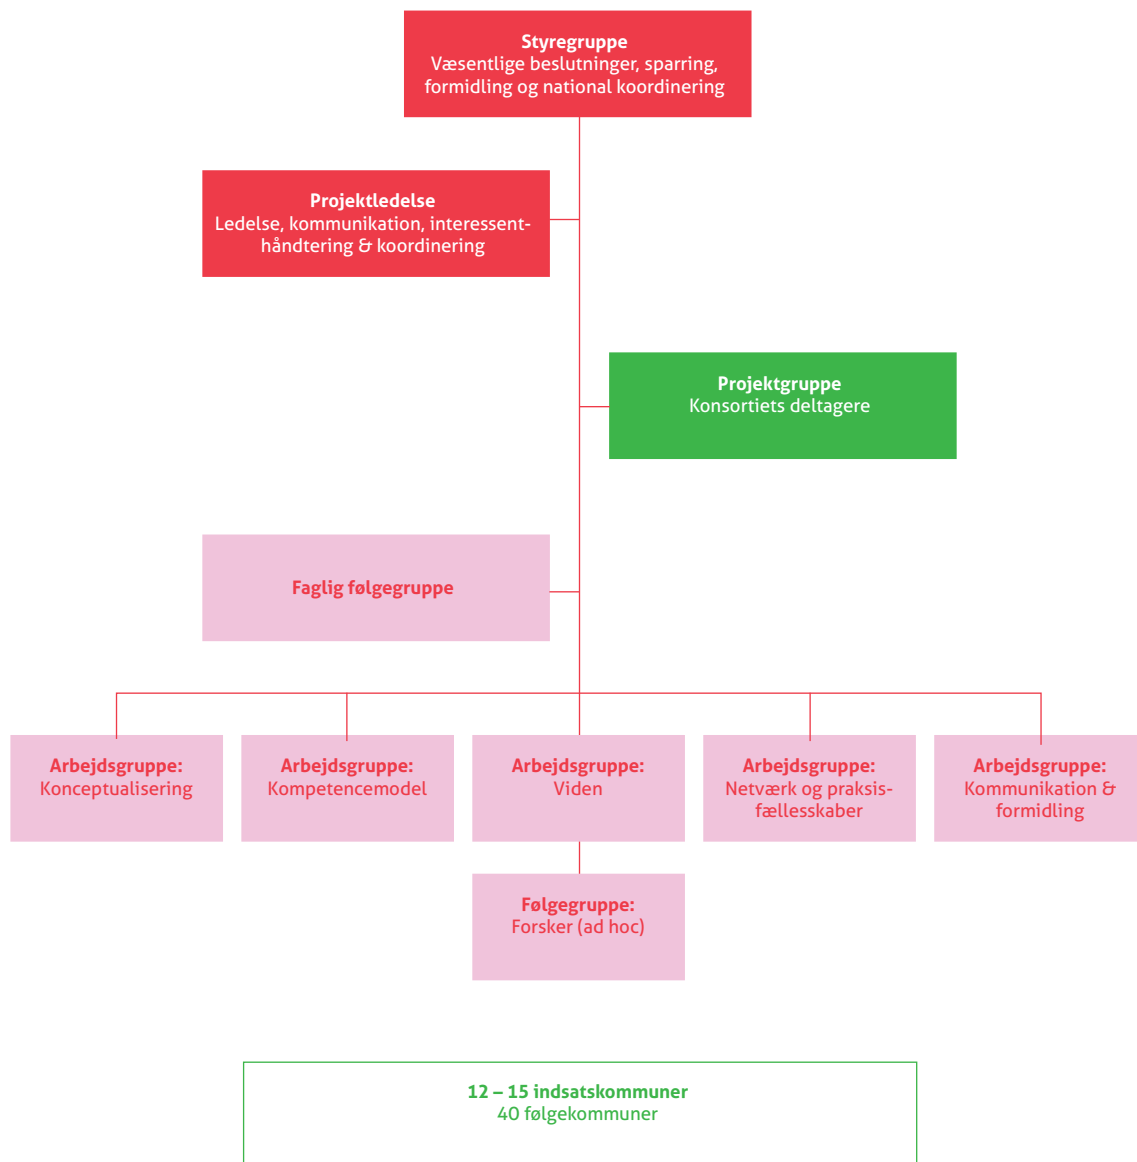 Styregruppe
Væsentlige beslutninger, sparring,
formidling og national koordinering
Projektledelse
Ledelse, kommunikation, interessent-
håndtering & koordinering
Projektgruppe
Konsortiets deltagere
Faglig følgegruppe
Arbejdsgruppe:
Konceptualisering
Arbejdsgruppe:
Kompetencemodel
Arbejdsgruppe:
Viden
Arbejdsgruppe:
Netværk og praksis-
fællesskaber
Arbejdsgruppe:
Kommunikation &
formidling
Følgegruppe:
Forsker (ad hoc)
12 – 15 indsatskommuner
40 følgekommuner